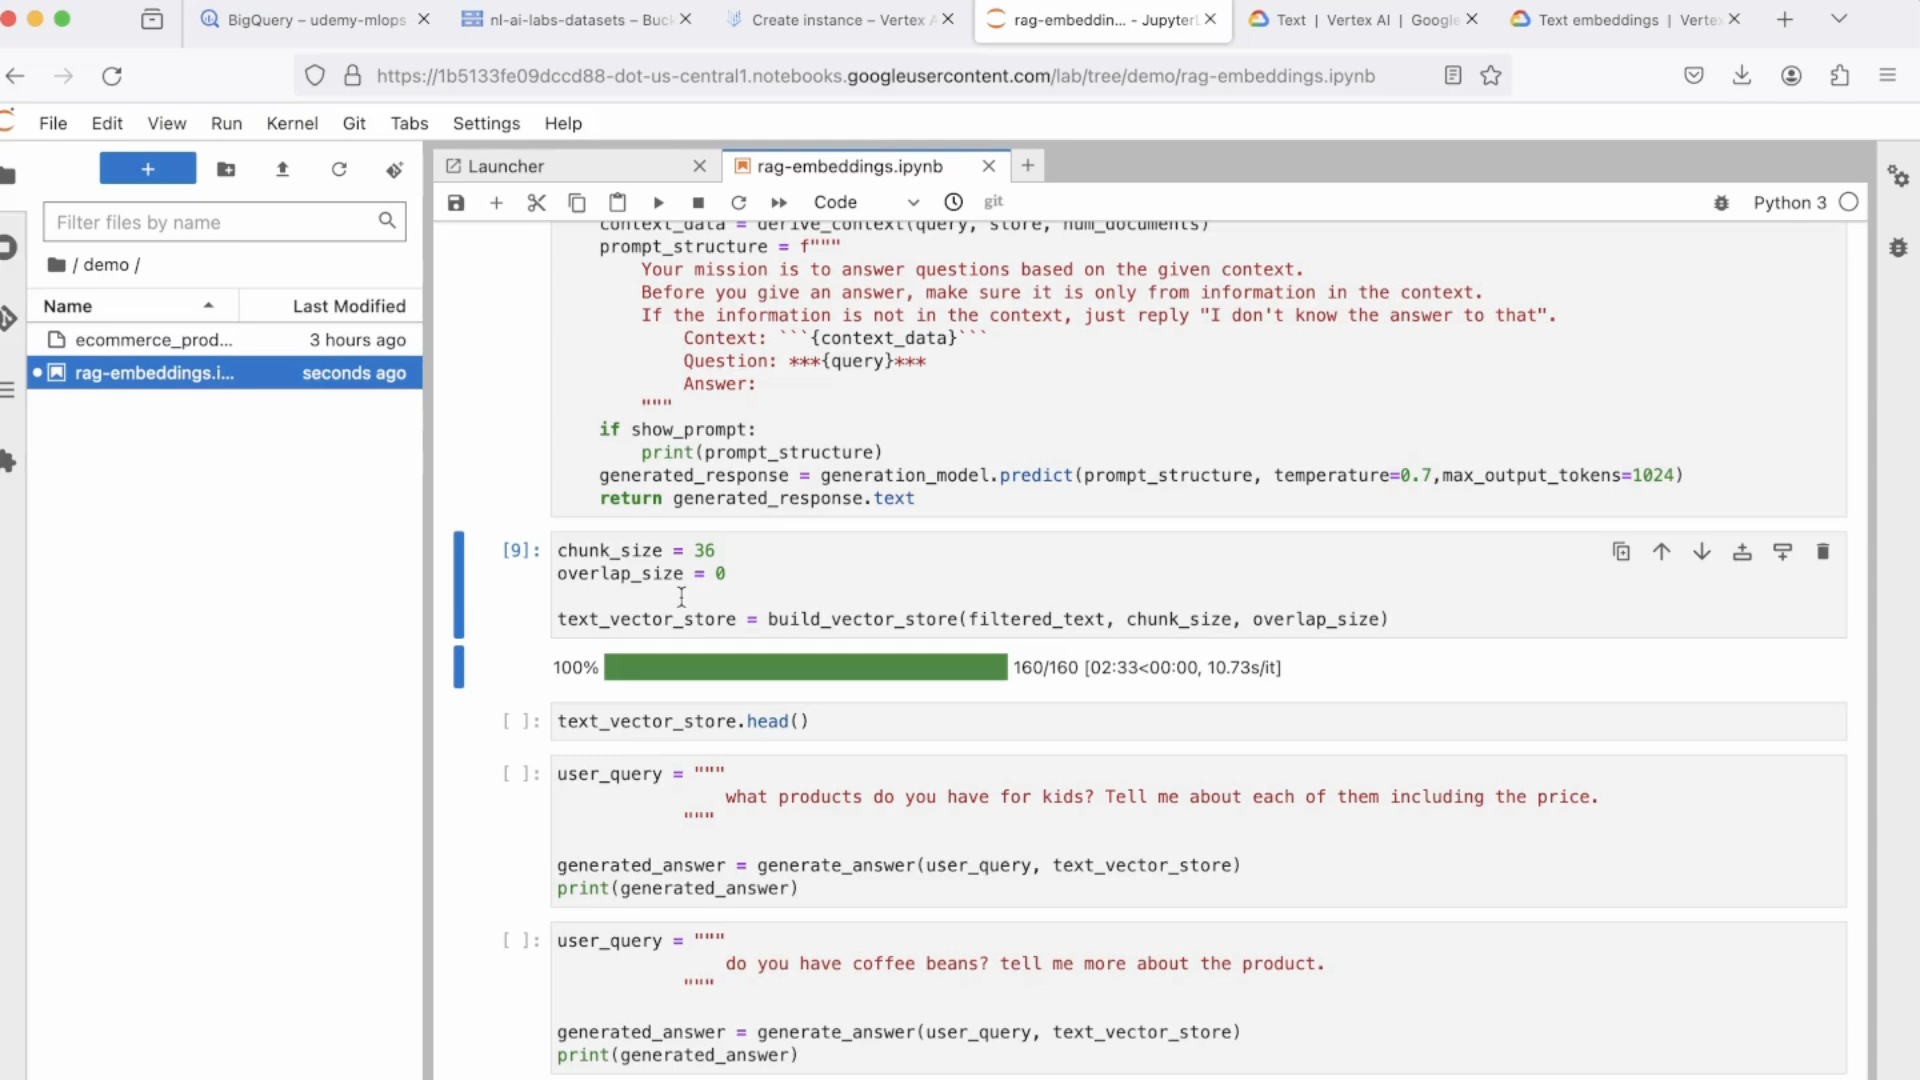 BigQuery – udemy-mlops
nl-ai-labs-datasets – Buck
Create instance – Vertex A
rag-embeddin... - JupyterL
Text | Vertex AI | Google
Text embeddings | Vertex
https://1b5133fe09dccd88-dot-us-central1.notebooks.googleusercontent.com/lab/tree/demo/rag-embeddings.ipynb
File Edit View Run Kernel Git Tabs Settings Help
Launcher
rag-embeddings.ipynb
Filter files by name
/ demo /
Name Last Modified
ecommerce_prod... 3 hours ago
rag-embeddings.i... seconds ago
Code
git
Python 3
context_data = derive_context(query, store, num_documents)
prompt_structure = f"""
Your mission is to answer questions based on the given context.
Before you give an answer, make sure it is only from information in the context.
If the information is not in the context, just reply "I don't know the answer to that".
Context: ```{context_data}```
Question: ***{query}***
Answer:
"""
if show_prompt:
print(prompt_structure)
generated_response = generation_model.predict(prompt_structure, temperature=0.7,max_output_tokens=1024)
return generated_response.text
[9]: chunk_size = 36
overlap_size = 0
text_vector_store = build_vector_store(filtered_text, chunk_size, overlap_size)
100% 160/160 [02:33<00:00, 10.73s/it]
[ ]: text_vector_store.head()
[ ]: user_query = """
what products do you have for kids? Tell me about each of them including the price.
"""
generated_answer = generate_answer(user_query, text_vector_store)
print(generated_answer)
[ ]: user_query = """
do you have coffee beans? tell me more about the product.
"""
generated_answer = generate_answer(user_query, text_vector_store)
print(generated_answer)